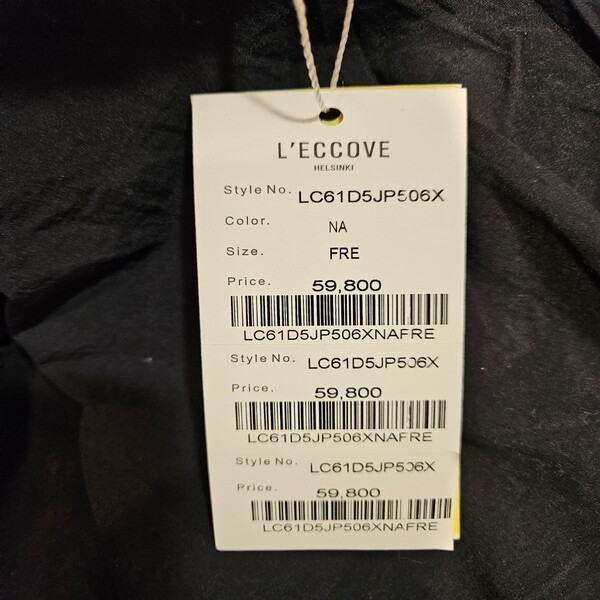 L'ECCOVE
HELSINKI
Style No. LC61D5JP506X
Color. NA
Size. FRE
Price. 59,800
LC61D5JP506XNAFRE
Style No. LC61D5JP506X
Price. 59,800
LC61D5JP506XNAFRE
Style No. LC61D5JP506X
Price. 59,800
LC61D5JP506XNAFRE